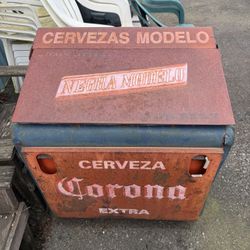 CERVEZAS MODELO
NEGRA MODELO
CERVEZA
Corona
EXTRA